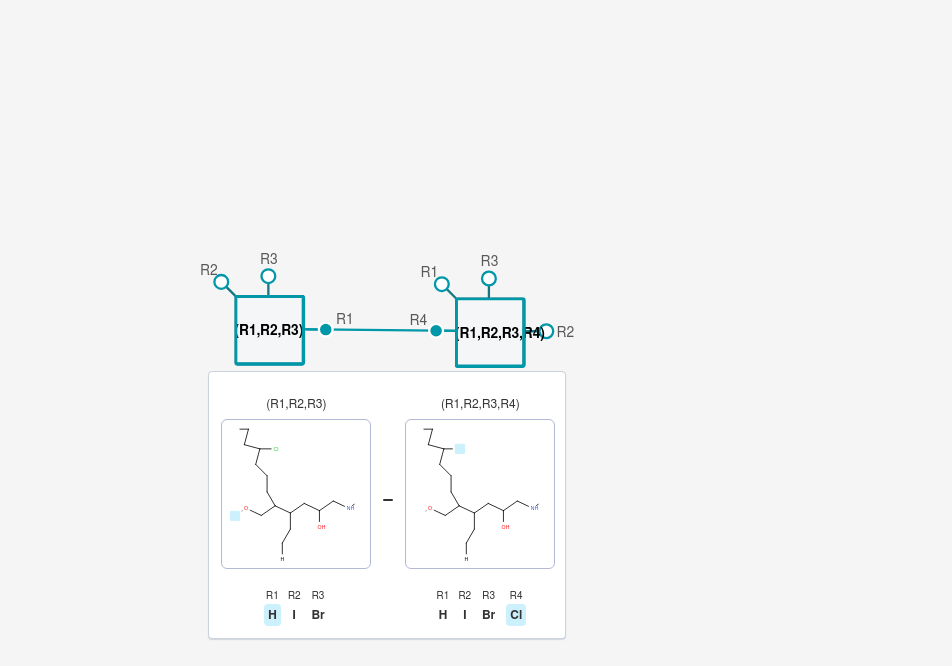 R3
R3
R2
R1
(R1,R2,R3)
R1
R4
(R1,R2,R3,R4)
R2
(R1,R2,R3) (R1,R2,R3,R4)
Cl
O NH
OH
H
–
O NH
OH
H
R1 R2 R3 R1 R2 R3 R4
H I Br H I Br Cl